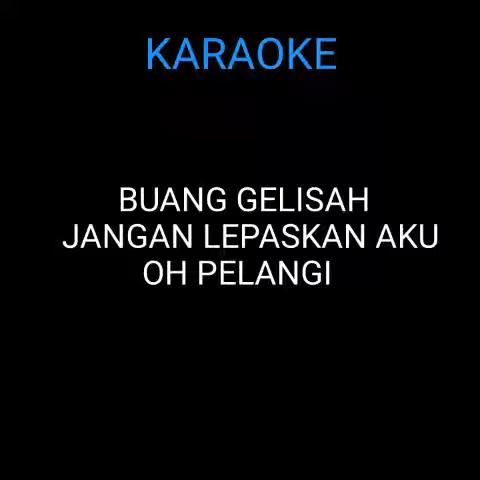 KARAOKE
BUANG GELISAH
JANGAN LEPASKAN AKU
OH PELANGI